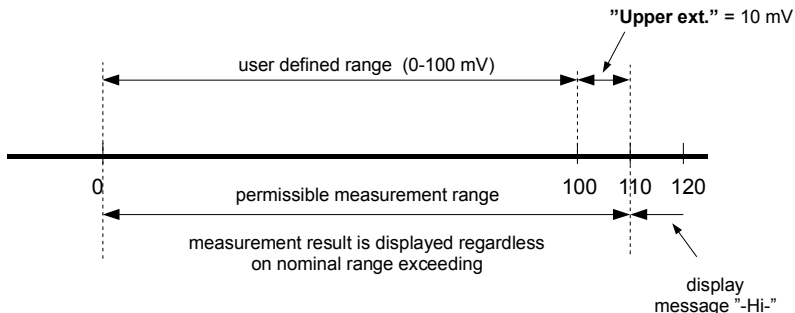 "Upper ext." = 10 mV
user defined range (0-100 mV)
0
100
110
120
permissible measurement range
measurement result is displayed regardless
on nominal range exceeding
display
message "-Hi-"